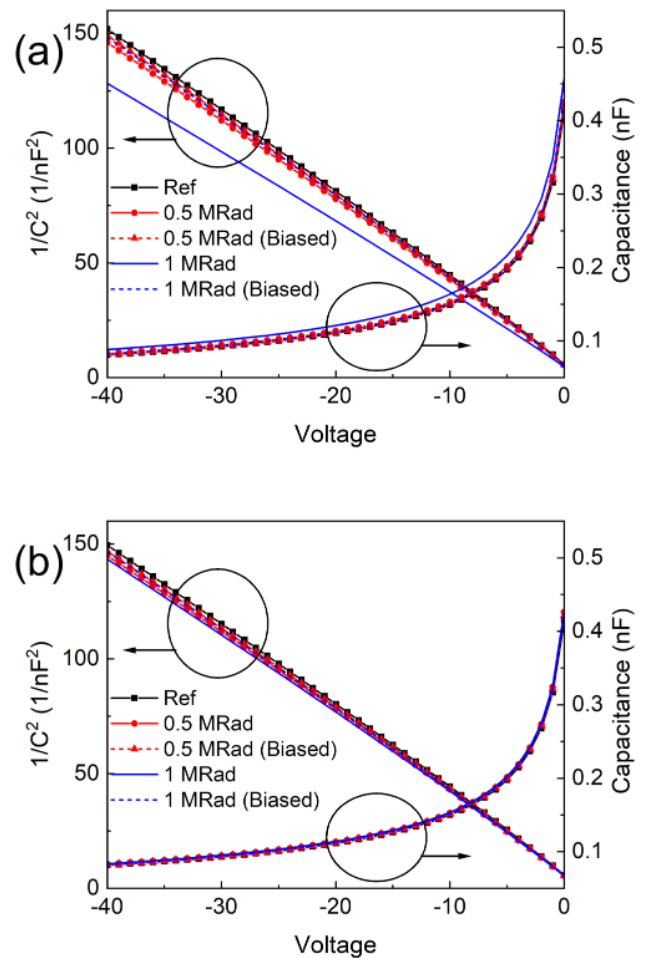 (a)
1/C² (1/nF²)
150
100
50
0
Ref
0.5 MRad
0.5 MRad (Biased)
1 MRad
1 MRad (Biased)
0.5
0.4
0.3
0.2
0.1
Capacitance (nF)
-40
-30
-20
-10
0
Voltage
(b)
1/C² (1/nF²)
150
100
50
0
Ref
0.5 MRad
0.5 MRad (Biased)
1 MRad
1 MRad (Biased)
0.5
0.4
0.3
0.2
0.1
Capacitance (nF)
-40
-30
-20
-10
0
Voltage